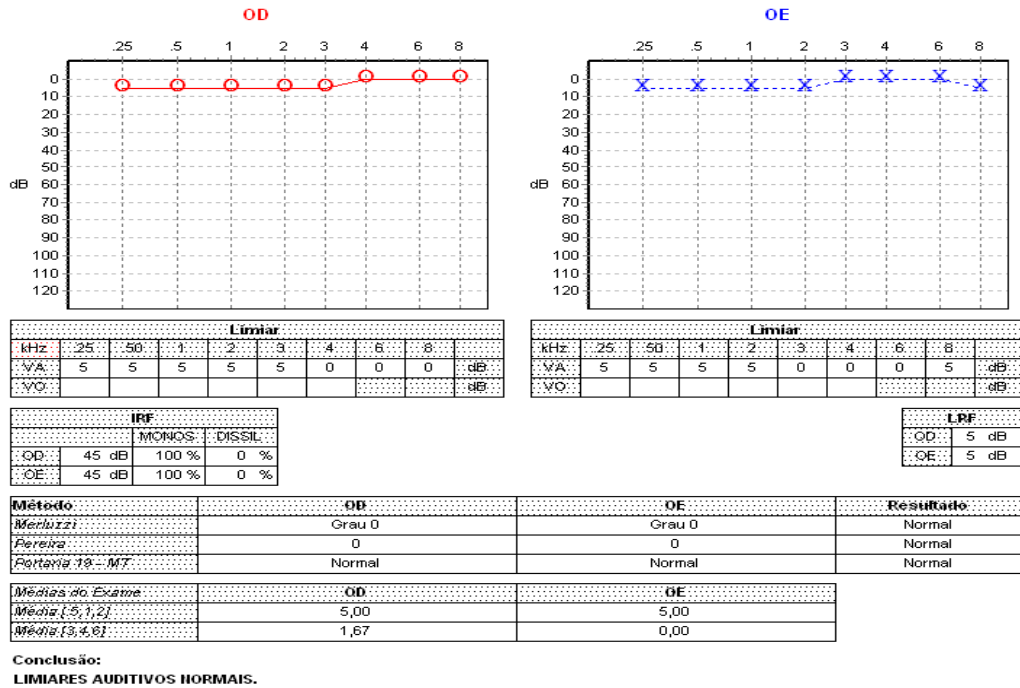 OD OE
.25 .5 1 2 3 4 6 8 .25 .5 1 2 3 4 6 8
0 0
10 10
20 20
30 30
40 40
50 50
dB 60 dB 60
70 70
80 80
90 90
100 100
110 110
120 120
Limiar Limiar
kHz .25 .50 1 2 3 4 6 8 kHz .25 .50 1 2 3 4 6 8
VA 5 5 5 5 5 0 0 0 dB VA 5 5 5 5 0 0 0 5 dB
VO dB VO dB
IRF LRF
MONOS DISSIL OD 5 dB
OD 45 dB 100 % 0 % OE 5 dB
OE 45 dB 100 % 0 %
Método OD OE Resultado
Merluzzi Grau 0 Grau 0 Normal
Pereira 0 0 Normal
Portaria 19 - MT Normal Normal Normal
Médias do Exame OD OE
Média [.5,1,2] 5,00 5,00
Média [3,4,6] 1,67 0,00
Conclusão:
LIMIARES AUDITIVOS NORMAIS.